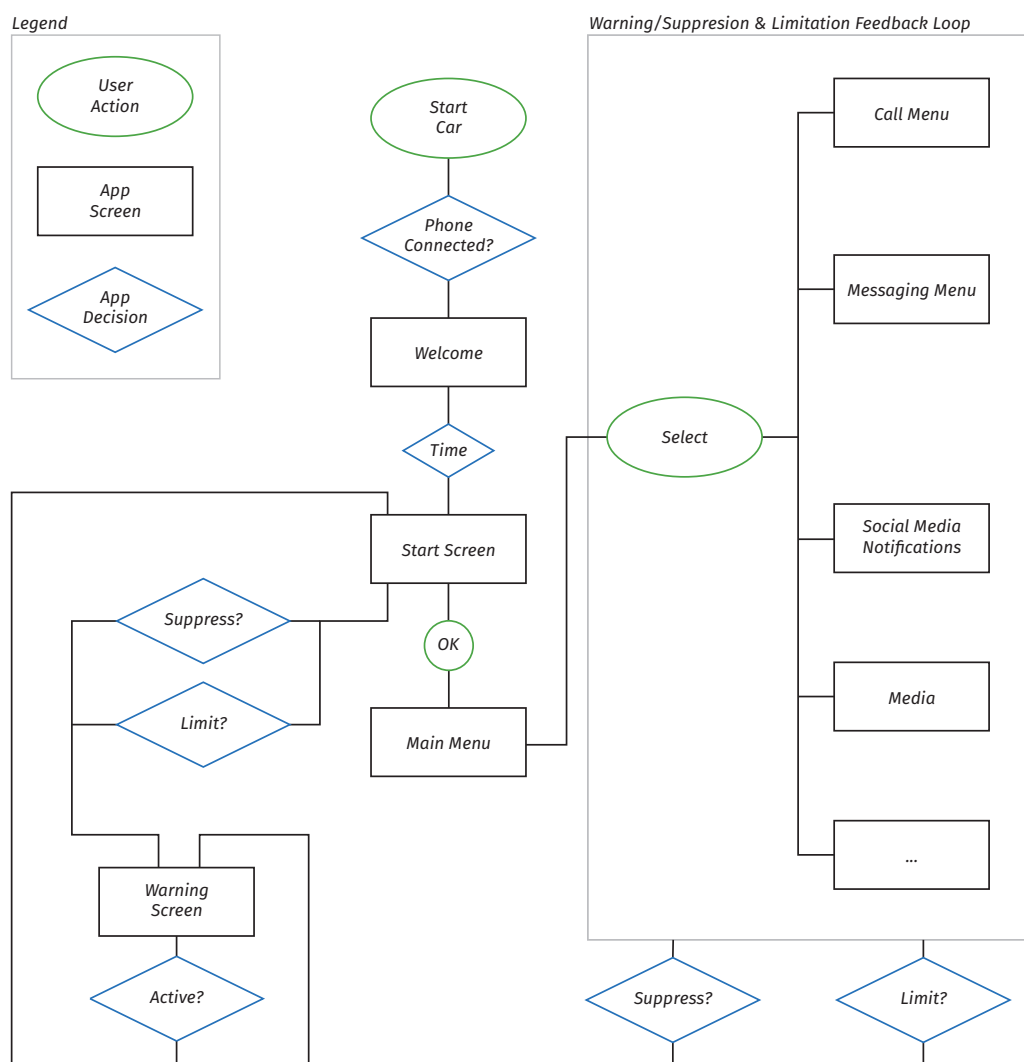 Legend
User
Action
App
Screen
App
Decision
Start
Car
Phone
Connected?
Welcome
Time
Start Screen
Suppress?
OK
Limit?
Main Menu
Warning
Screen
Active?
Warning/Suppresion & Limitation Feedback Loop
Call Menu
Messaging Menu
Select
Social Media
Notifications
Media
...
Suppress?
Limit?